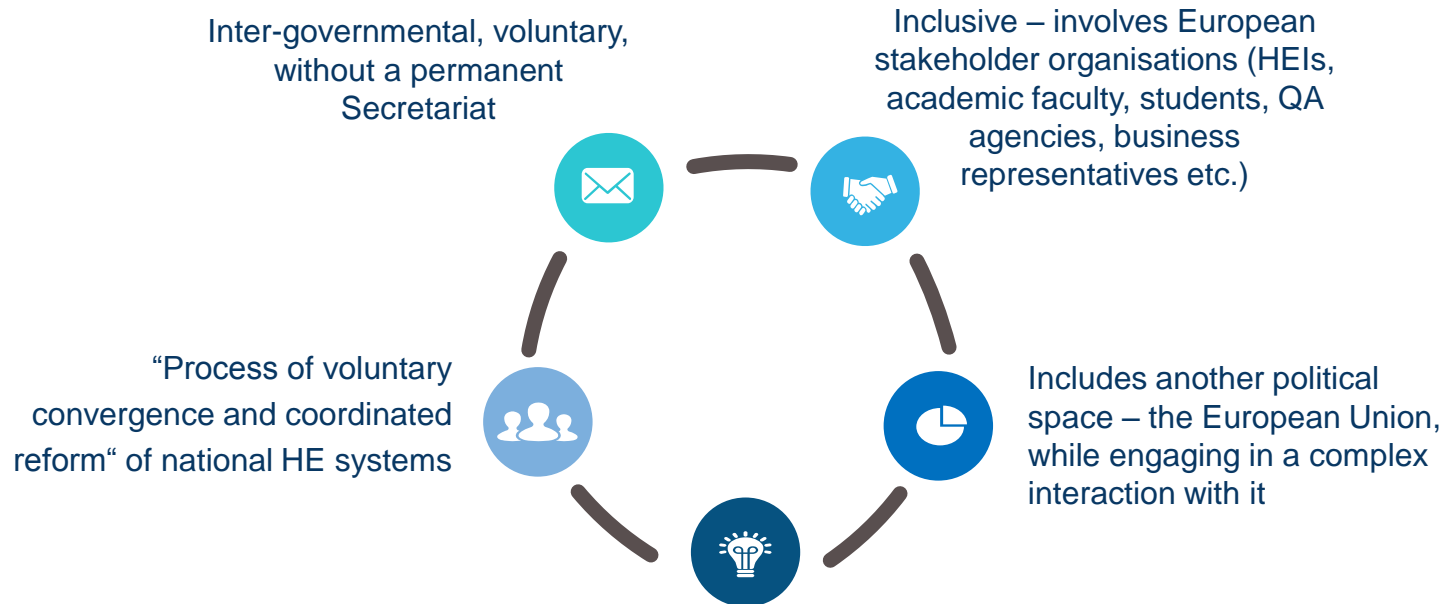 Inter-governmental, voluntary,
without a permanent
Secretariat
Inclusive – involves European
stakeholder organisations (HEIs,
academic faculty, students, QA
agencies, business
representatives etc.)
“Process of voluntary
convergence and coordinated
reform“ of national HE systems
Includes another political
space – the European Union,
while engaging in a complex
interaction with it